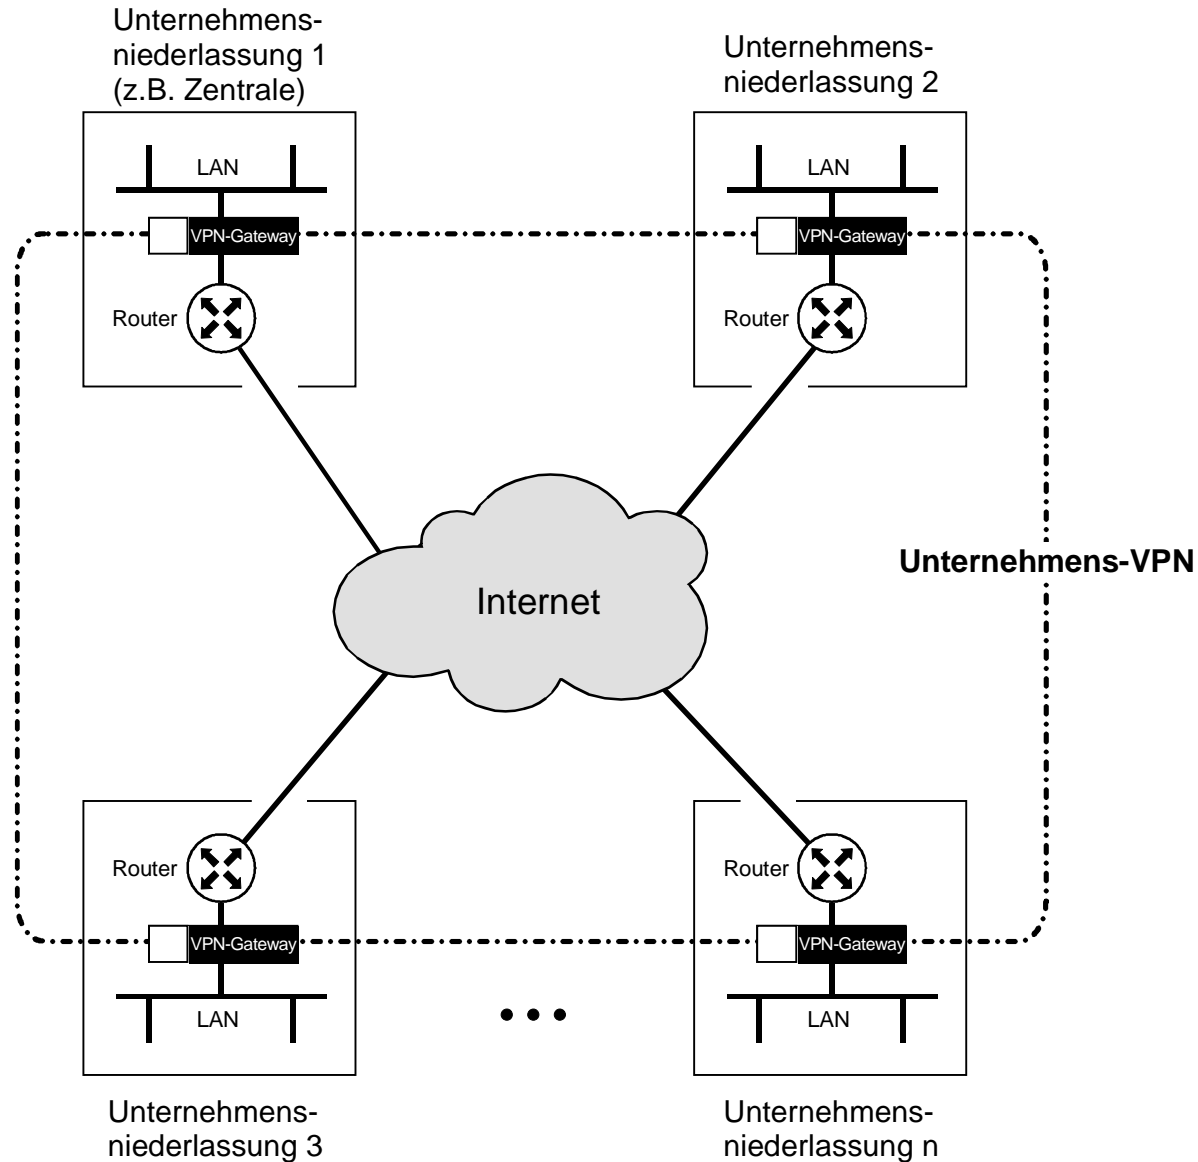 Unternehmens-
niederlassung 1
(z.B. Zentrale)
Unternehmens-
niederlassung 2
LAN
VPN-Gateway
Router
LAN
VPN-Gateway
Router
Internet
Unternehmens-VPN
Router
VPN-Gateway
LAN
Router
VPN-Gateway
LAN
Unternehmens-
niederlassung 3
Unternehmens-
niederlassung n